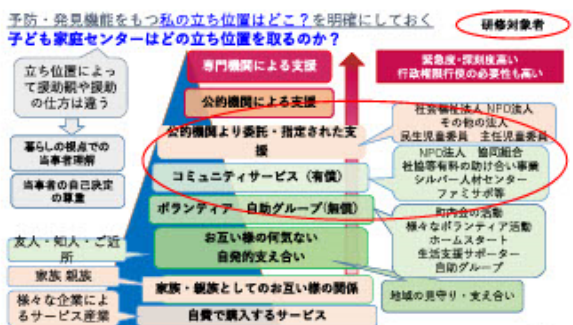 予防・発見機能をもつ私の立ち位置はどこ？を明確にしておく
子ども家庭センターはどの立ち位置を取るのか？
研修対象者
立ち位置によっ
て援助観や援助
の仕方は違う
暮らしの視点での
当事者理解
当事者の自己決定
の尊重
友人・知人・ご近
所
家族 親族
様々な企業によ
るサービス産業
専門機関による支援
公的機関による支援
公的機関より委託・指定された支
援
コミュニティサービス（有償）
ボランティア　自助グループ(無償)
お互い様の何気ない
自発的支え合い
家族・親族としてのお互い様の関係
自費で購入するサービス
緊急度・深刻度高い
行政権限行使の必要性も高い
社会福祉法人 NPO法人
その他の法人
民生児童委員　主任児童委員
NPO法人　協同組合
社協等有料の助け合い事業
シルバー人材センター
ファミサポ等
町内会の活動
様々なボランティア活動
ホームスタート
生活支援サポーター
自助グループ
地域の見守り・支え合い